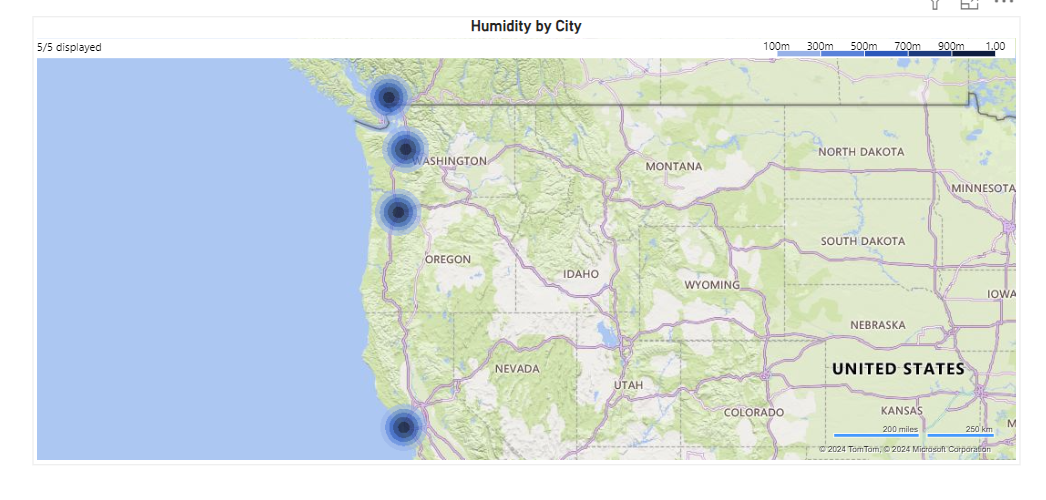 Humidity by City
5/5 displayed
100m 300m 500m 700m 900m 1.00
WASHINGTON
MONTANA
NORTH DAKOTA
MINNESOTA
OREGON
IDAHO
SOUTH DAKOTA
WYOMING
IOWA
NEBRASKA
NEVADA
UTAH
UNITED STATES
COLORADO
KANSAS
M
200 miles 250 km
© 2024 TomTom, © 2024 Microsoft Corporation